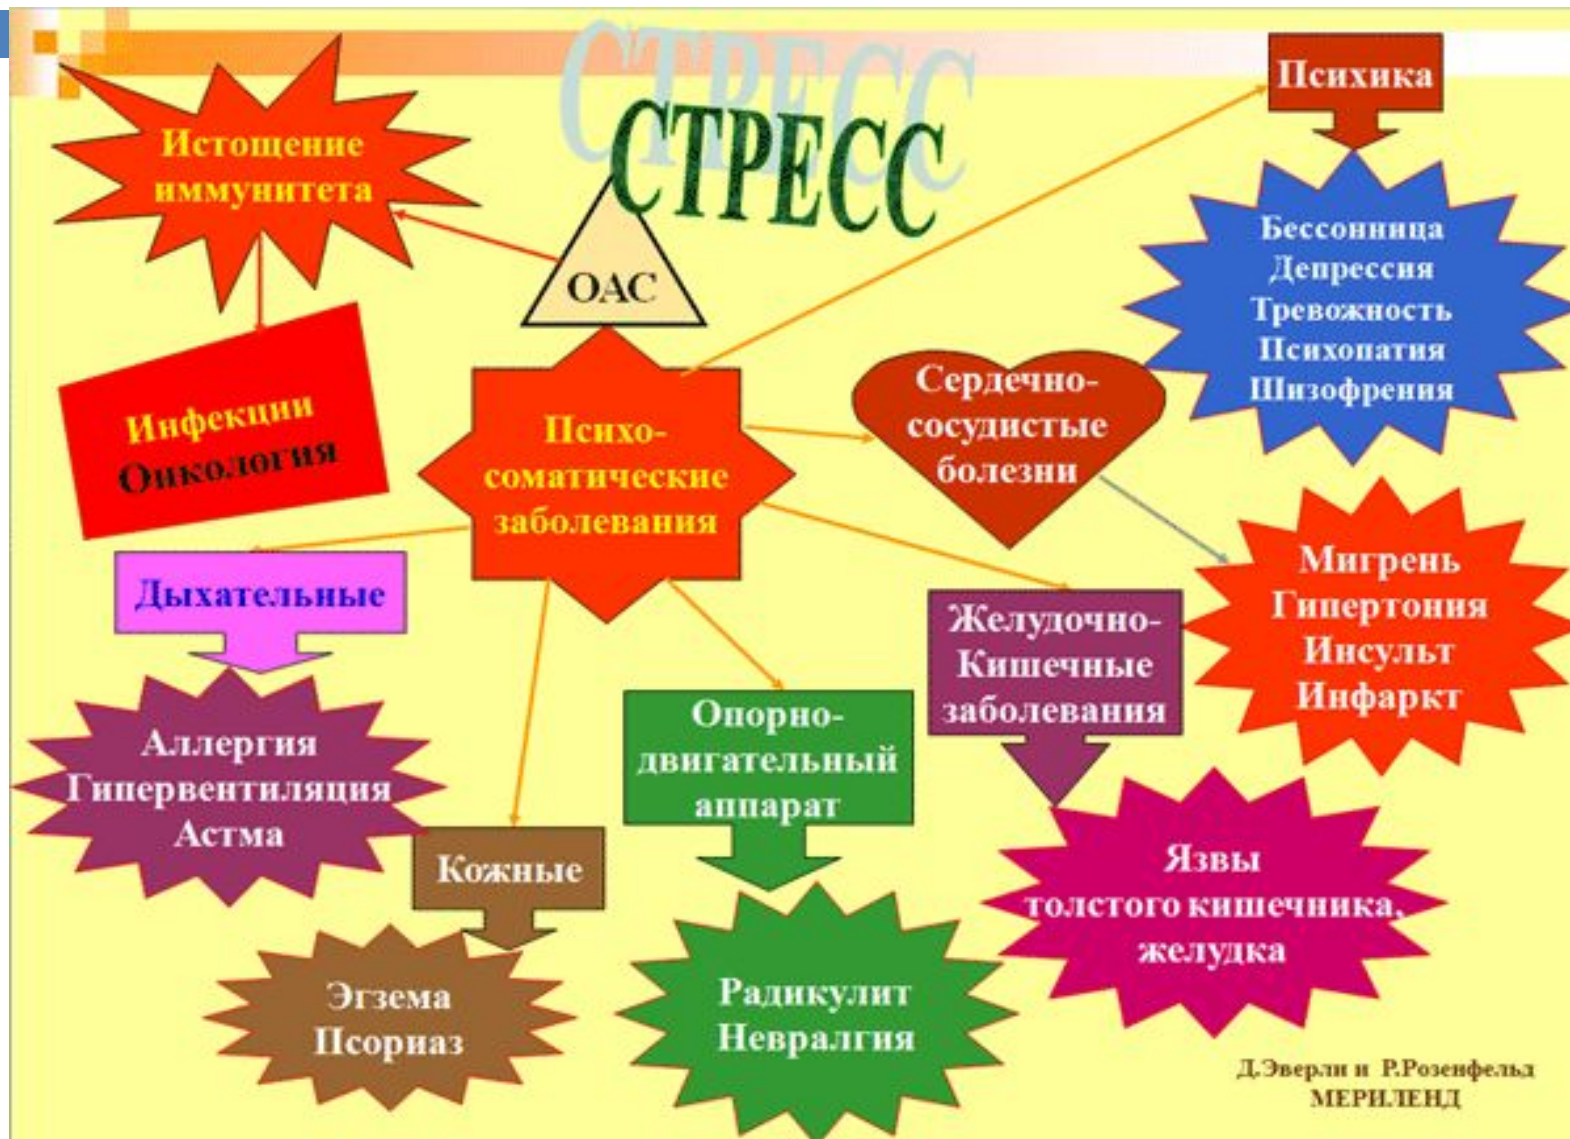 СТРЕСС
Психика
Истощение
иммунитета
ОАС
Бессонница
Депрессия
Тревожность
Психопатия
Шизофрения
Инфекции
Онкология
Психо-
соматические
заболевания
Сердечно-
сосудистые
болезни
Мигрень
Гипертония
Инсульт
Инфаркт
Дыхательные
Желудочно-
Кишечные
заболевания
Опорно-
двигательный
аппарат
Аллергия
Гипервентиляция
Астма
Кожные
Язвы
толстого кишечника,
желудка
Эгзема
Псориаз
Радикулит
Невралгия
Д.Эверли и Р.Розенфельд
МЕРИЛЕНД